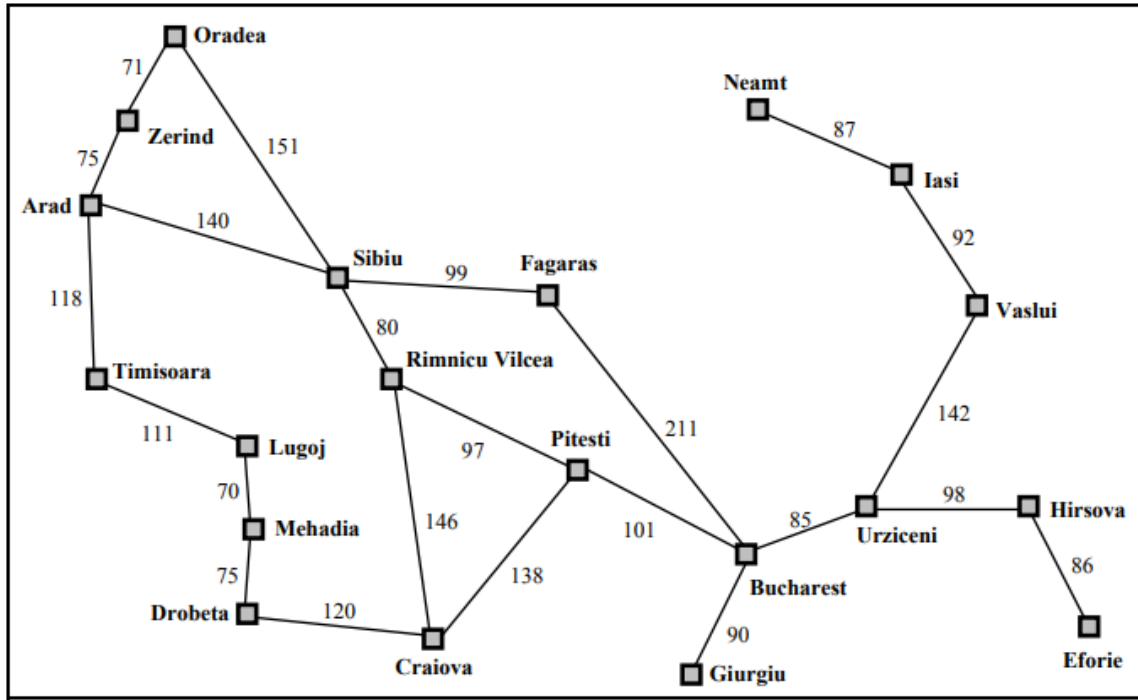 Oradea
71
Neamt
87
Zerind
151
75
Iasi
Arad
140
92
Sibiu
Fagaras
99
118
Vaslui
80
Rimnicu Vilcea
Timisoara
142
111
Lugoj
97
Pitesti
211
70
98
Mehadia
146
101
85
Urziceni
Hirsova
75
138
Bucharest
86
Drobeta
120
90
Craiova
Giurgiu
Eforie